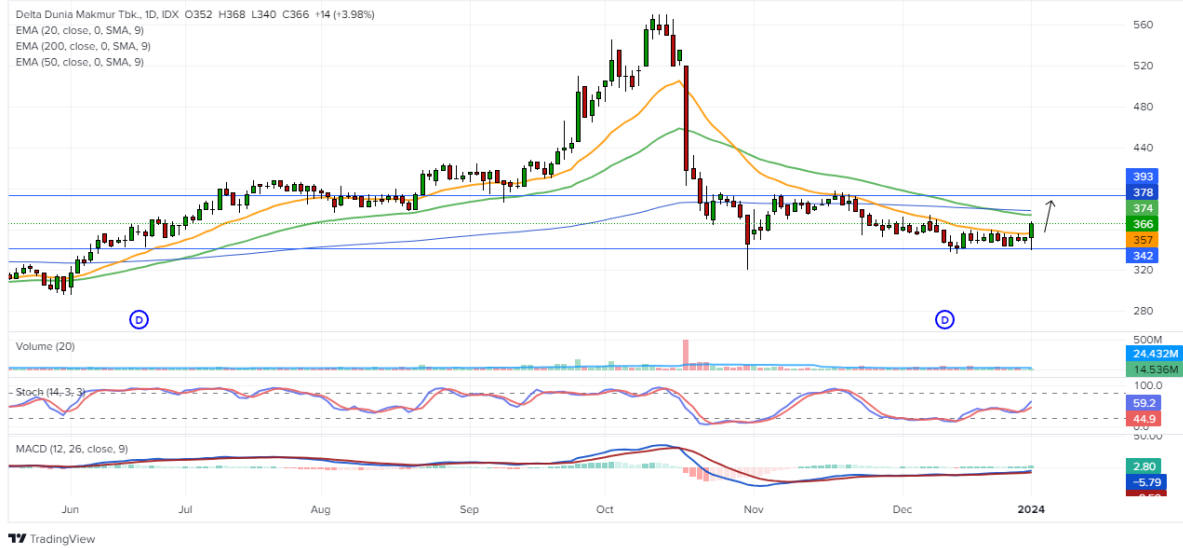 Delta Dunia Makmur Tbk., 1D, IDX O352 H368 L340 C366 +14 (+3.98%)
EMA (20, close, 0, SMA, 9)
EMA (200, close, 0, SMA, 9)
EMA (50, close, 0, SMA, 9)
560
520
480
440
393
378
374
366
357
342
320
280
D D
Volume (20)
500M
24.432M
14.536M
Stoch (14, 3, 3)
100.0
59.2
44.9
0.0
MACD (12, 26, close, 9)
50.00
2.80
−5.79
Jun Jul Aug Sep Oct Nov Dec 2024
TradingView